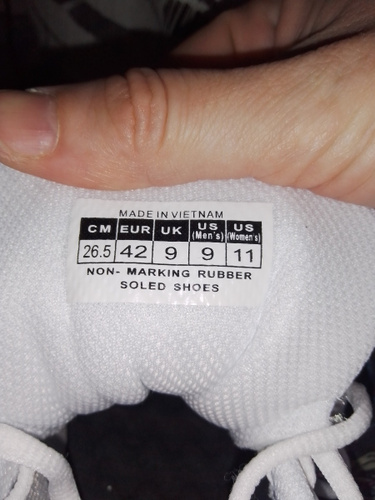 MADE IN VIETNAM
CM EUR UK US (Men's) US (Women's)
26.5 42 9 9 11
NON- MARKING RUBBER
SOLED SHOES